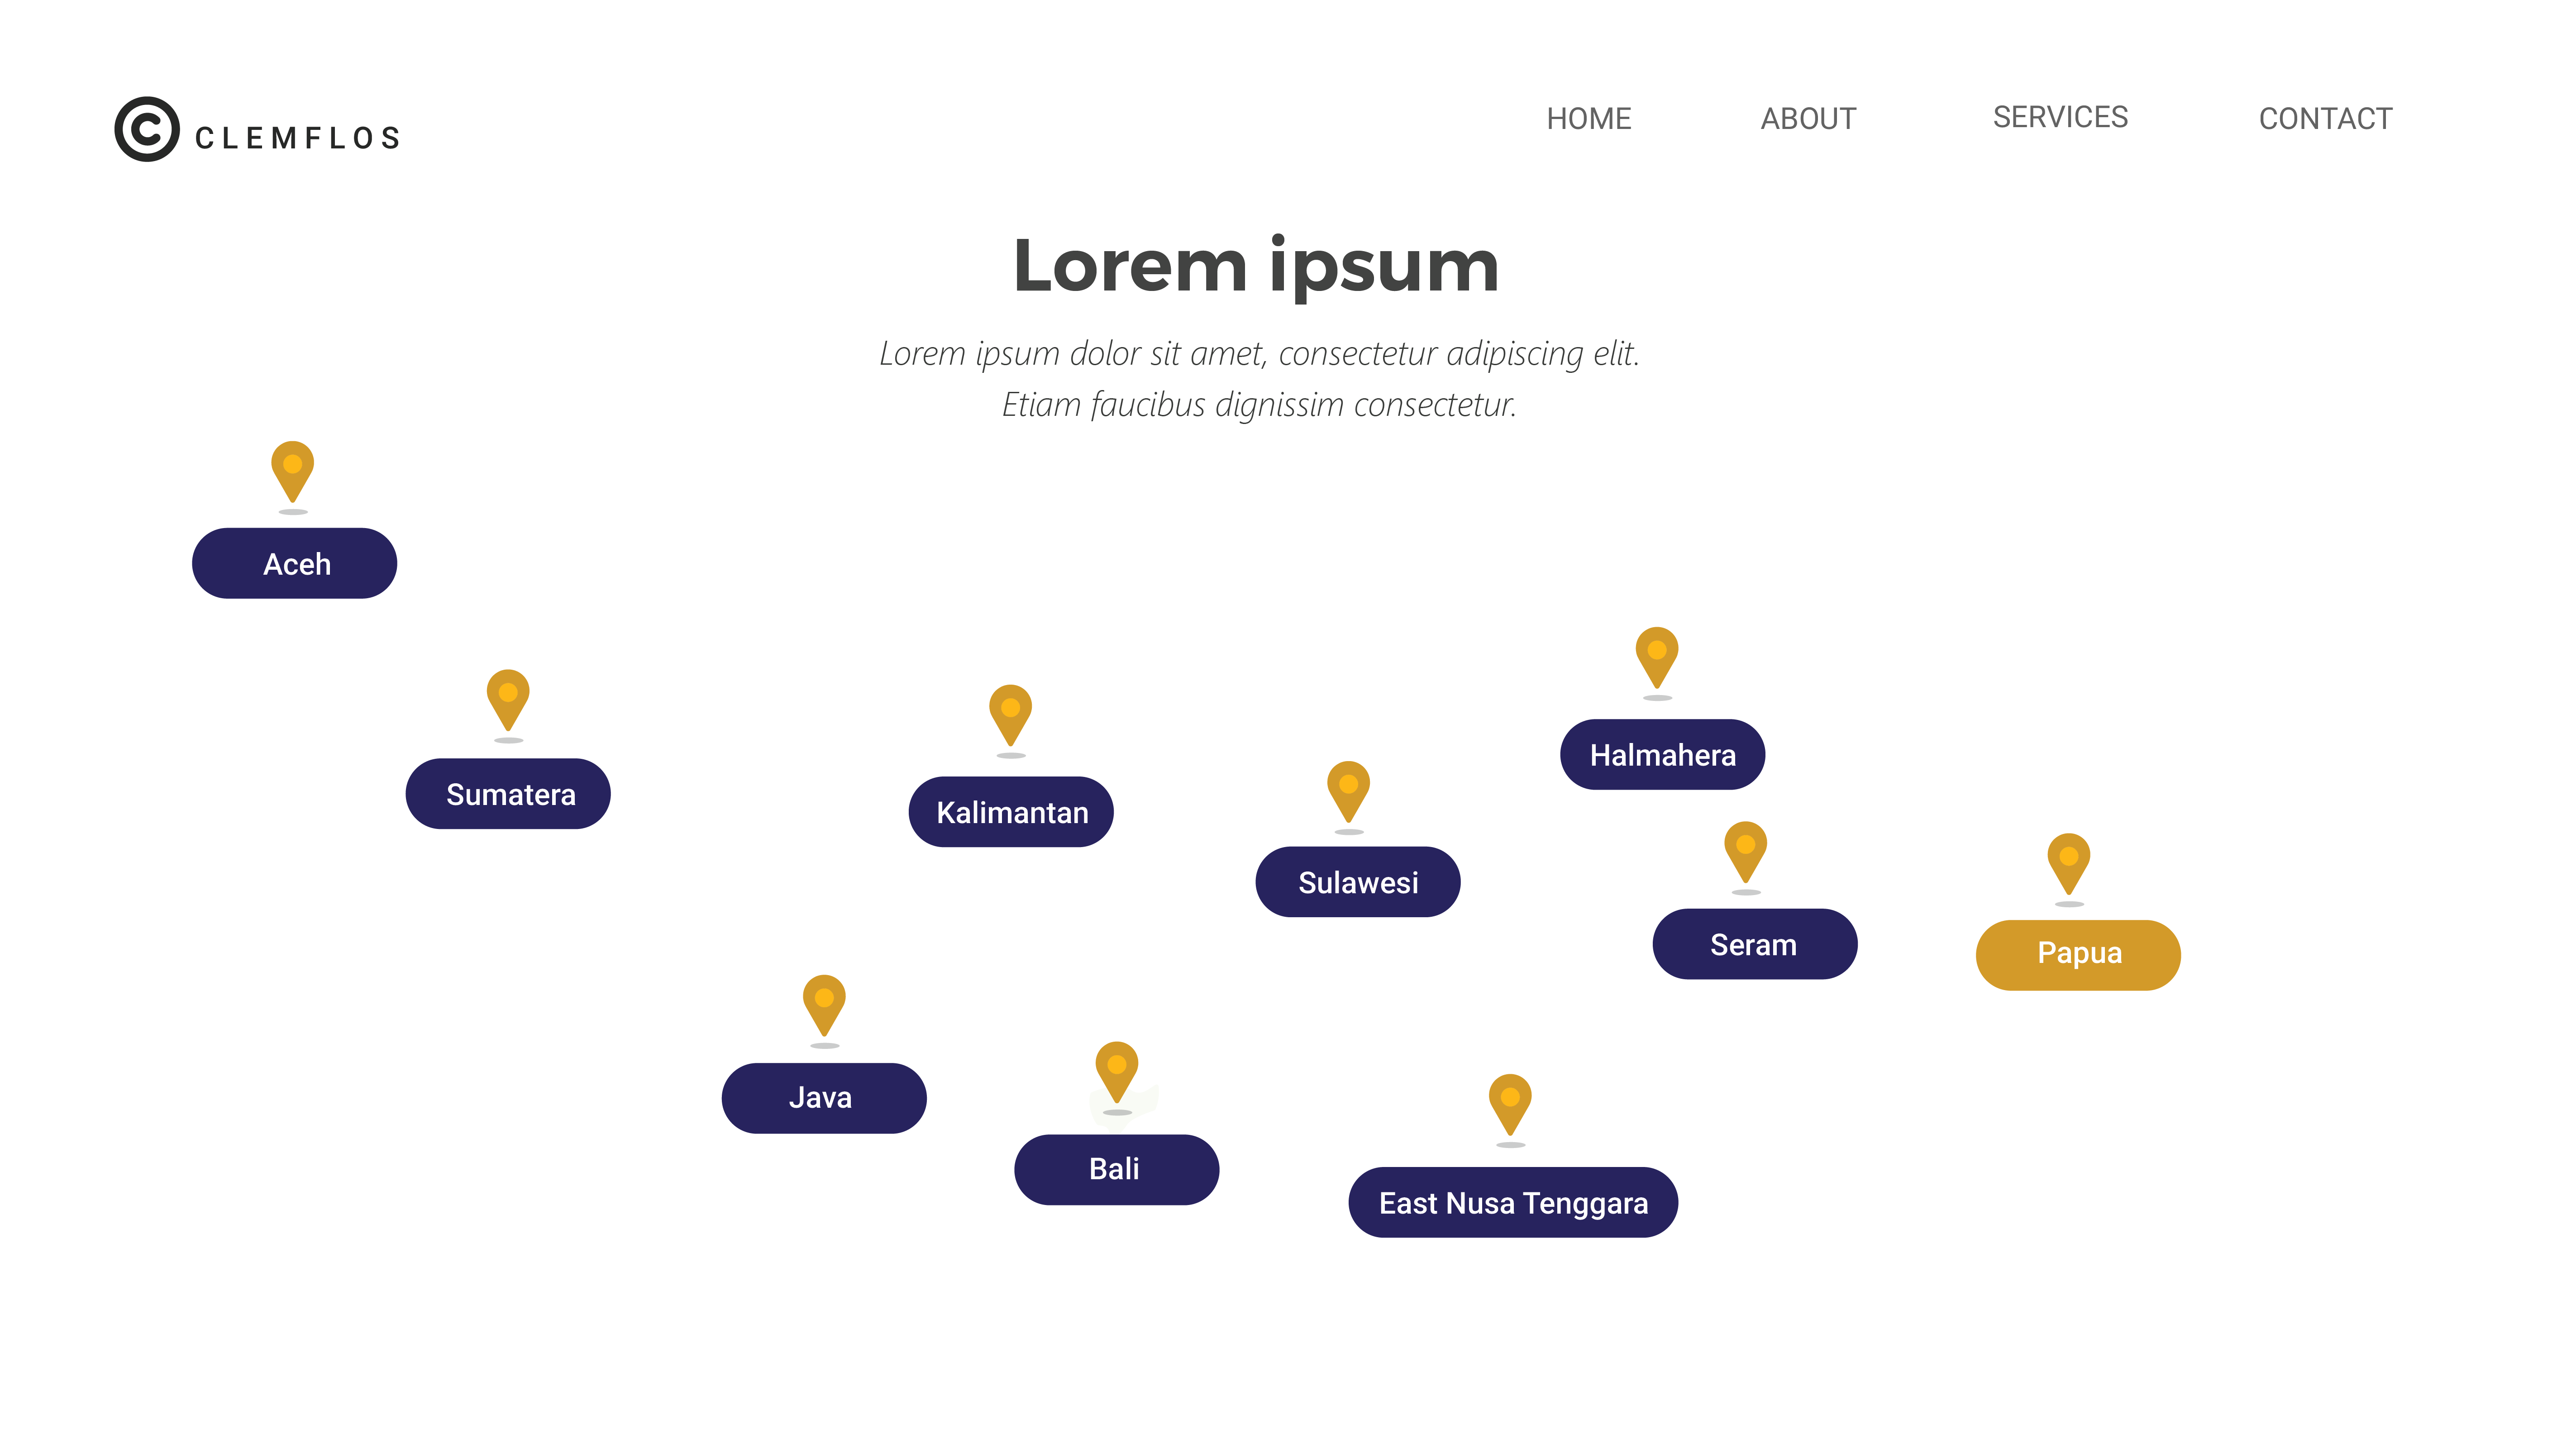 © CLEMFLOS
HOME
ABOUT
SERVICES
CONTACT
Lorem ipsum
Lorem ipsum dolor sit amet, consectetur adipiscing elit.
Etiam faucibus dignissim consectetur.
Aceh
Sumatera
Kalimantan
Halmahera
Sulawesi
Seram
Papua
Java
Bali
East Nusa Tenggara